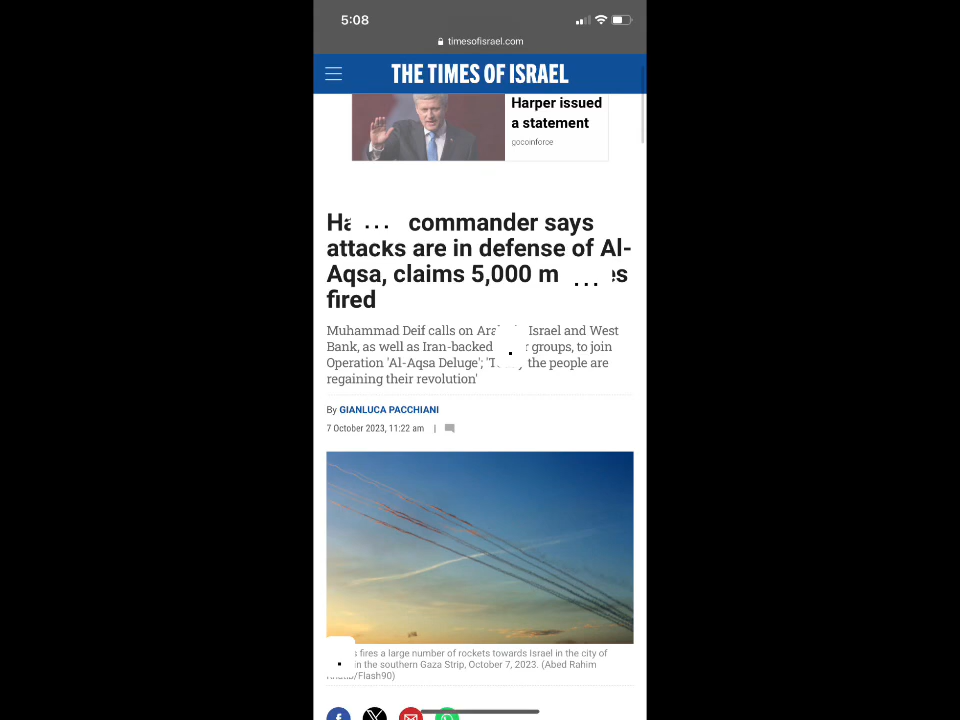 5:08
timesofisrael.com
THE TIMES OF ISRAEL
Harper issued
a statement
gocoinforce
commander says
attacks are in defense of Al-
Aqsa, claims 5,000
fired
Muhammad Deif calls on Israel and West
Bank, as well as Iran-backed groups, to join
Operation 'Al-Aqsa Deluge'; the people are
regaining their revolution'
By GIANLUCA PACCHIANI
7 October 2023, 11:22 am |
fires a large number of rockets towards Israel in the city of
in the southern Gaza Strip, October 7, 2023. (Abed Rahim
/Flash90)